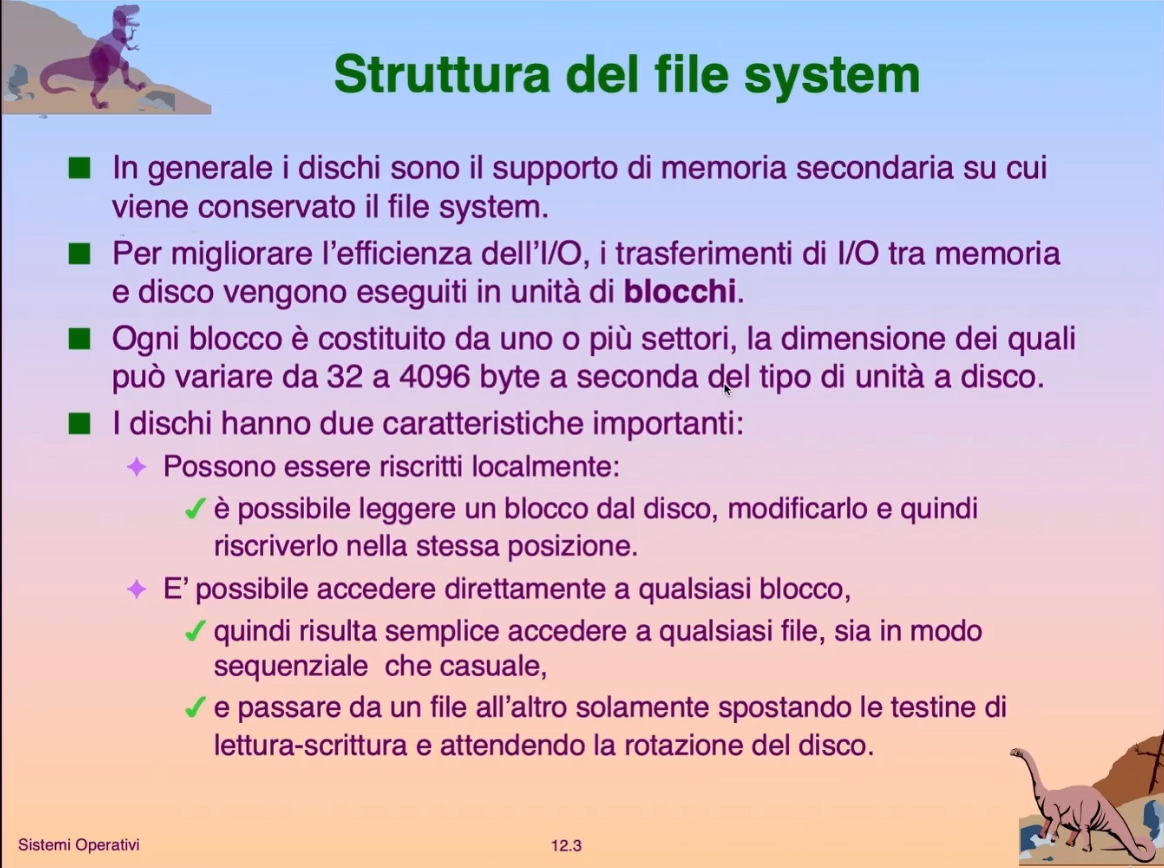 Struttura del file system
In generale i dischi sono il supporto di memoria secondaria su cui
viene conservato il file system.
Per migliorare l’efficienza dell’I/O, i trasferimenti di I/O tra memoria
e disco vengono eseguiti in unità di blocchi.
Ogni blocco è costituito da uno o più settori, la dimensione dei quali
può variare da 32 a 4096 byte a seconda del tipo di unità a disco.
I dischi hanno due caratteristiche importanti:
Possono essere riscritti localmente:
è possibile leggere un blocco dal disco, modificarlo e quindi
riscriverlo nella stessa posizione.
E’ possibile accedere direttamente a qualsiasi blocco,
quindi risulta semplice accedere a qualsiasi file, sia in modo
sequenziale che casuale,
e passare da un file all’altro solamente spostando le testine di
lettura-scrittura e attendendo la rotazione del disco.
Sistemi Operativi
12.3